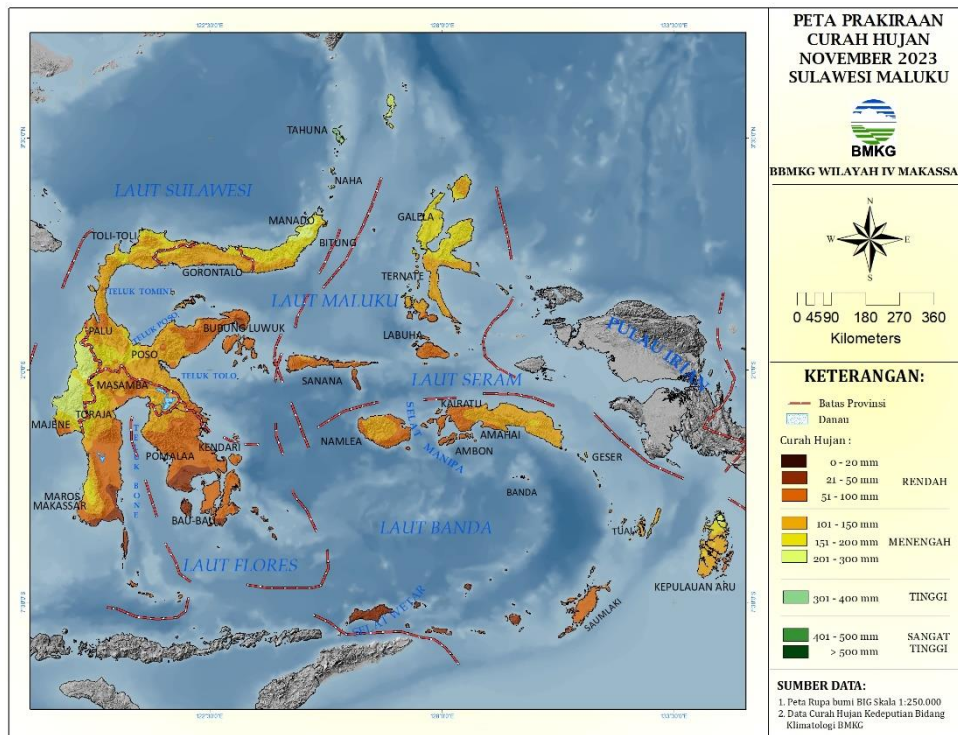 PETA PRAKIRAAN
CURAH HUJAN
NOVEMBER 2023
SULAWESI MALUKU
BMKG
BBMKG WILAYAH IV MAKASSA
N
W
E
S
0 4590 180 270 360
Kilometers
KETERANGAN:
Batas Provinsi
Danau
Curah Hujan :
0 - 20 mm
21 - 50 mm
51 - 100 mm
RENDAH
101 - 150 mm
151 - 200 mm
201 - 300 mm
MENENGAH
301 - 400 mm
TINGGI
401 - 500 mm
> 500 mm
SANGAT
TINGGI
SUMBER DATA:
1. Peta Rupa bumi BIG Skala 1:250.000
2. Data Curah Hujan Kedeputian Bidang
Klimatologi BMKG
TAHUNA
NAHA
LAUT SULAWESI
MANADO
BITUNG
GALELA
TOLI-TOLI
GORONTALO
TERNATE
TELUK TOMINI
LAUT MALUKU
TELUK POSO
BUBUNG LUWUK
PALU
LABUHA
PULAU IRIAN
POSO
TELUK TOLO
SANANA
LAUT SERAM
MASAMBA
KAIRATU
TORAJA
MAJENE
SELAT MANIPA
NAMLEA
AMAHAI
AMBON
KENDARI
POMALAA
TELUK BONE
GESER
BANDA
MAROS
MAKASSAR
BAU-BAU
LAUT BANDA
TUAL
LAUT FLORES
KEPULAUAN ARU
SAUMLAKI